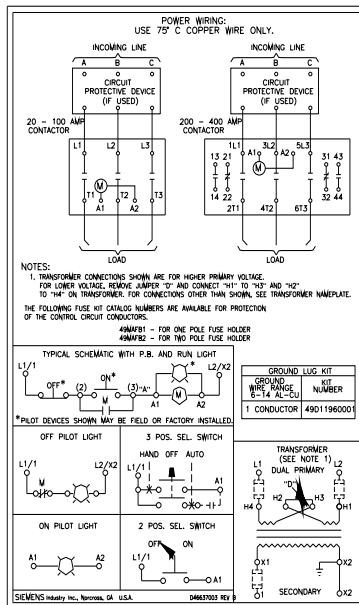 POWER WIRING:
USE 75° C COPPER WIRE ONLY.
INCOMING LINE
A B C
CIRCUIT
PROTECTIVE DEVICE
(IF USED)
20 - 100 AMP
CONTACTOR
L1 L2 L3
M
T1 T2 T3
A1 A2
LOAD
INCOMING LINE
A B C
CIRCUIT
PROTECTIVE DEVICE
(IF USED)
200 - 400 AMP
CONTACTOR
1L1 3L2 5L3
13 21 A1 A2 31 43
M
14 22 32 44
2T1 4T2 6T3
LOAD
NOTES:
1. TRANSFORMER CONNECTIONS SHOWN ARE FOR HIGHER PRIMARY VOLTAGE.
FOR LOWER VOLTAGE, REMOVE JUMPER "D" AND CONNECT "H1" TO "H3" AND "H2"
TO "H4" ON TRANSFORMER. FOR CONNECTIONS OTHER THAN SHOWN, SEE TRANSFORMER NAMEPLATE.
THE FOLLOWING FUSE KIT CATALOG NUMBERS ARE AVAILABLE FOR PROTECTION
OF THE CONTROL CIRCUIT CONDUCTORS.
49MAFB1 - FOR ONE POLE FUSE HOLDER
49MAFB2 - FOR TWO POLE FUSE HOLDER
TYPICAL SCHEMATIC WITH P.B. AND RUN LIGHT
L1/1 L2/X2
OFF* (2) ON* (3)"A" A1 M A2
M
*PILOT DEVICES SHOWN MAY BE FIELD OR FACTORY INSTALLED.
GROUND LUG KIT
GROUND WIRE RANGE 6-14 AL-CU
KIT NUMBER
1 CONDUCTOR 49D11960001
OFF PILOT LIGHT
L1/1 L2/X2
M
3 POS. SEL. SWITCH
HAND OFF AUTO
L1/1 A1
TRANSFORMER
(SEE NOTE 1)
L1 DUAL PRIMARY L2
"D"
H2 H3
H4 H1
X1 X2
SECONDARY
1 X2
ON PILOT LIGHT
A1 A2
2 POS. SEL. SWITCH
OFF ON
L1/1
A1
SIEMENS Industry Inc., Norcross, GA U.S.A. D46637003 REV 9